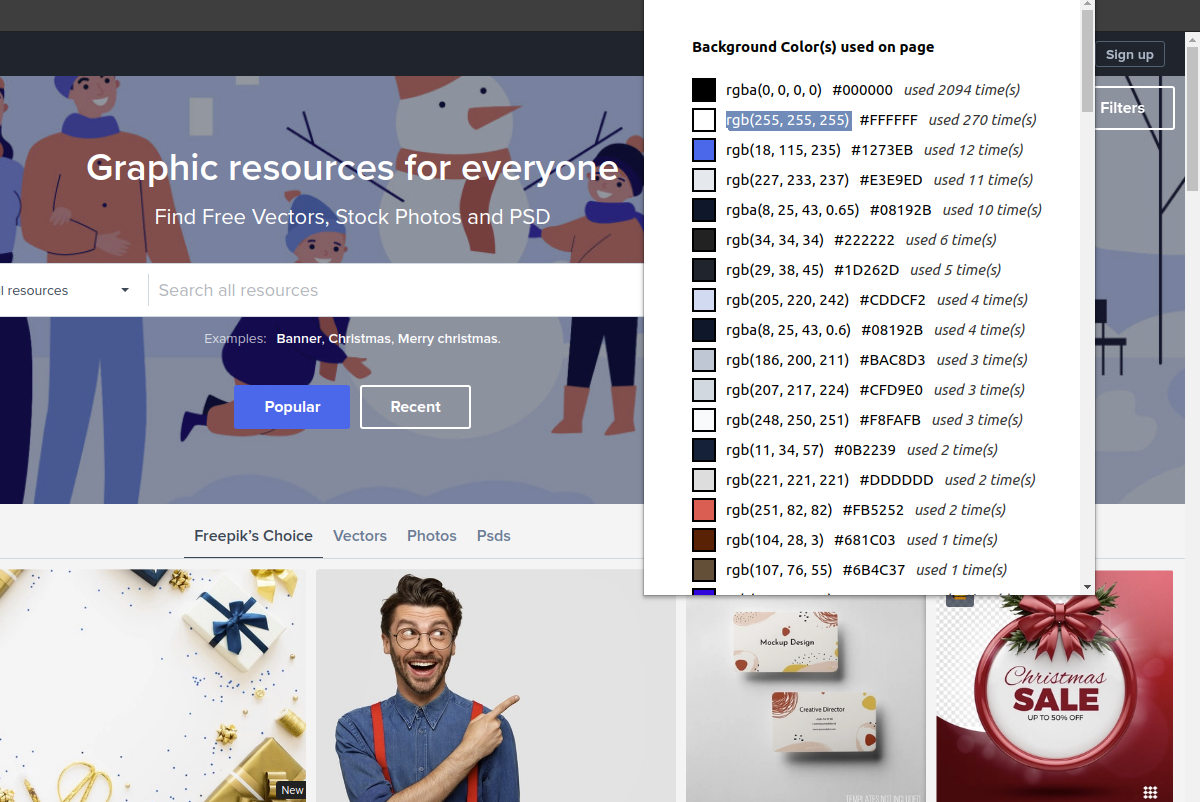 Sign up
Filters
Graphic resources for everyone
Find Free Vectors, Stock Photos and PSD
l resources
Search all resources
Examples: Banner, Christmas, Merry christmas.
Popular
Recent
Background Color(s) used on page
rgba(0, 0, 0, 0) #000000 used 2094 time(s)
rgb(255, 255, 255) #FFFFFF used 270 time(s)
rgb(18, 115, 235) #1273EB used 12 time(s)
rgb(227, 233, 237) #E3E9ED used 11 time(s)
rgba(8, 25, 43, 0.65) #08192B used 10 time(s)
rgb(34, 34, 34) #222222 used 6 time(s)
rgb(29, 38, 45) #1D262D used 5 time(s)
rgb(205, 220, 242) #CDDCF2 used 4 time(s)
rgba(8, 25, 43, 0.6) #08192B used 4 time(s)
rgb(186, 200, 211) #BAC8D3 used 3 time(s)
rgb(207, 217, 224) #CFD9E0 used 3 time(s)
rgb(248, 250, 251) #F8FAFB used 3 time(s)
rgb(11, 34, 57) #0B2239 used 2 time(s)
rgb(221, 221, 221) #DDDDDD used 2 time(s)
rgb(251, 82, 82) #FB5252 used 2 time(s)
rgb(104, 28, 3) #681C03 used 1 time(s)
rgb(107, 76, 55) #6B4C37 used 1 time(s)
Freepik's Choice
Vectors
Photos
Psds
New
Mockup Design
Creative Director
TEMPLATES NOT INCLUDED
Christmas
SALE
UP TO 50% OFF